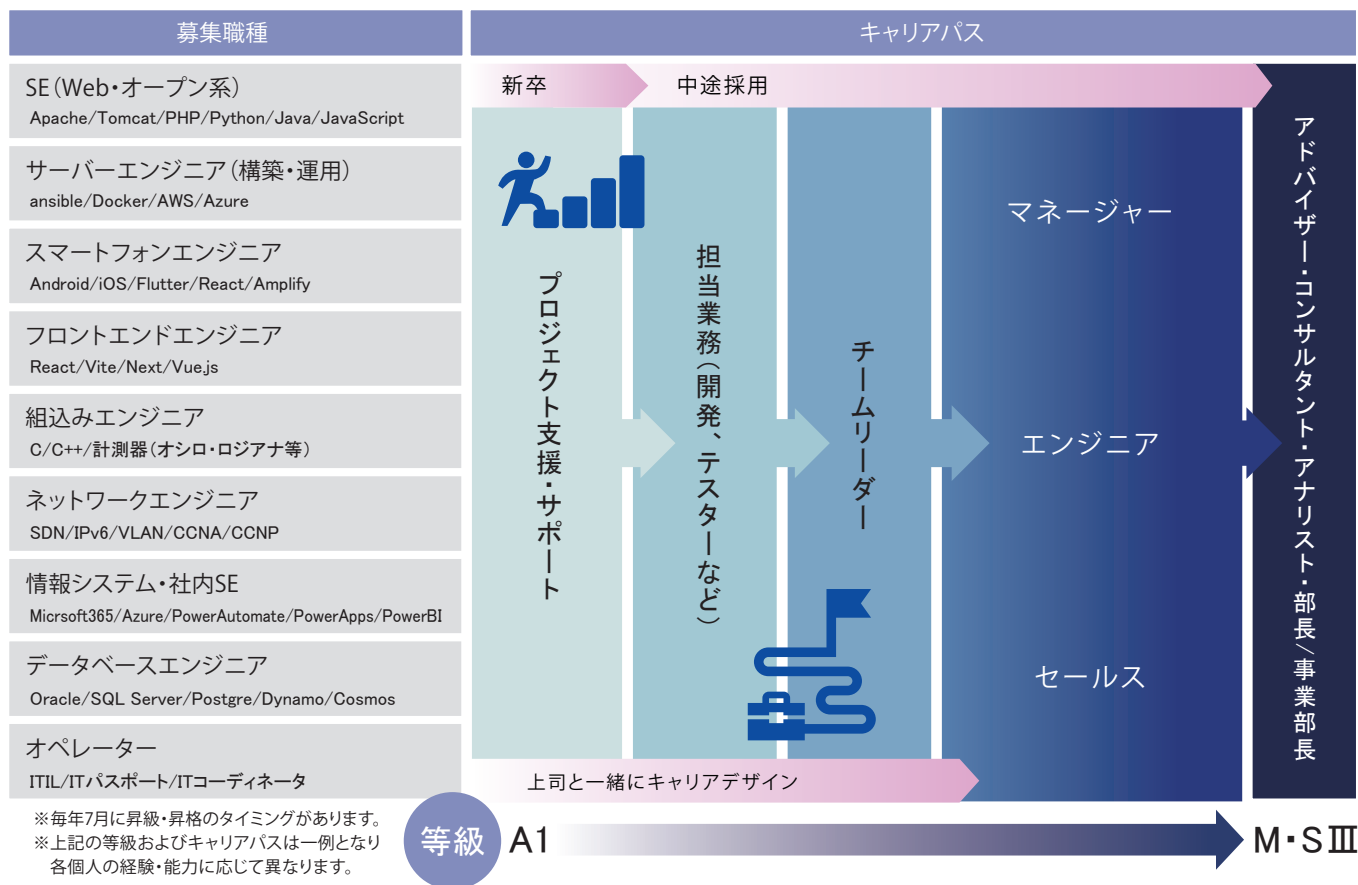 募集職種
SE(Web・オープン系)
Apache/Tomcat/PHP/Python/Java/JavaScript
サーバーエンジニア(構築・運用)
ansible/Docker/AWS/Azure
スマートフォンエンジニア
Android/iOS/Flutter/React/Amplify
フロントエンドエンジニア
React/Vite/Next/Vue.js
組込みエンジニア
C/C++/計測器(オシロ・ロジアナ等)
ネットワークエンジニア
SDN/IPv6/VLAN/CCNA/CCNP
情報システム・社内SE
Micrsoft365/Azure/PowerAutomate/PowerApps/PowerBI
データベースエンジニア
Oracle/SQL Server/Postgre/Dynamo/Cosmos
オペレーター
ITIL/ITパスポート/ITコーディネータ
※毎年7月に昇級・昇格のタイミングがあります。
※上記の等級およびキャリアパスは一例となり
各個人の経験・能力に応じて異なります。
キャリアパス
新卒
中途採用
プロジェクト支援・サポート
担当業務(開発、テスターなど)
チームリーダー
マネージャー
エンジニア
セールス
アドバイザー・コンサルタント・アナリスト・部長/事業部長
上司と一緒にキャリアデザイン
等級
A1
M・SⅢ